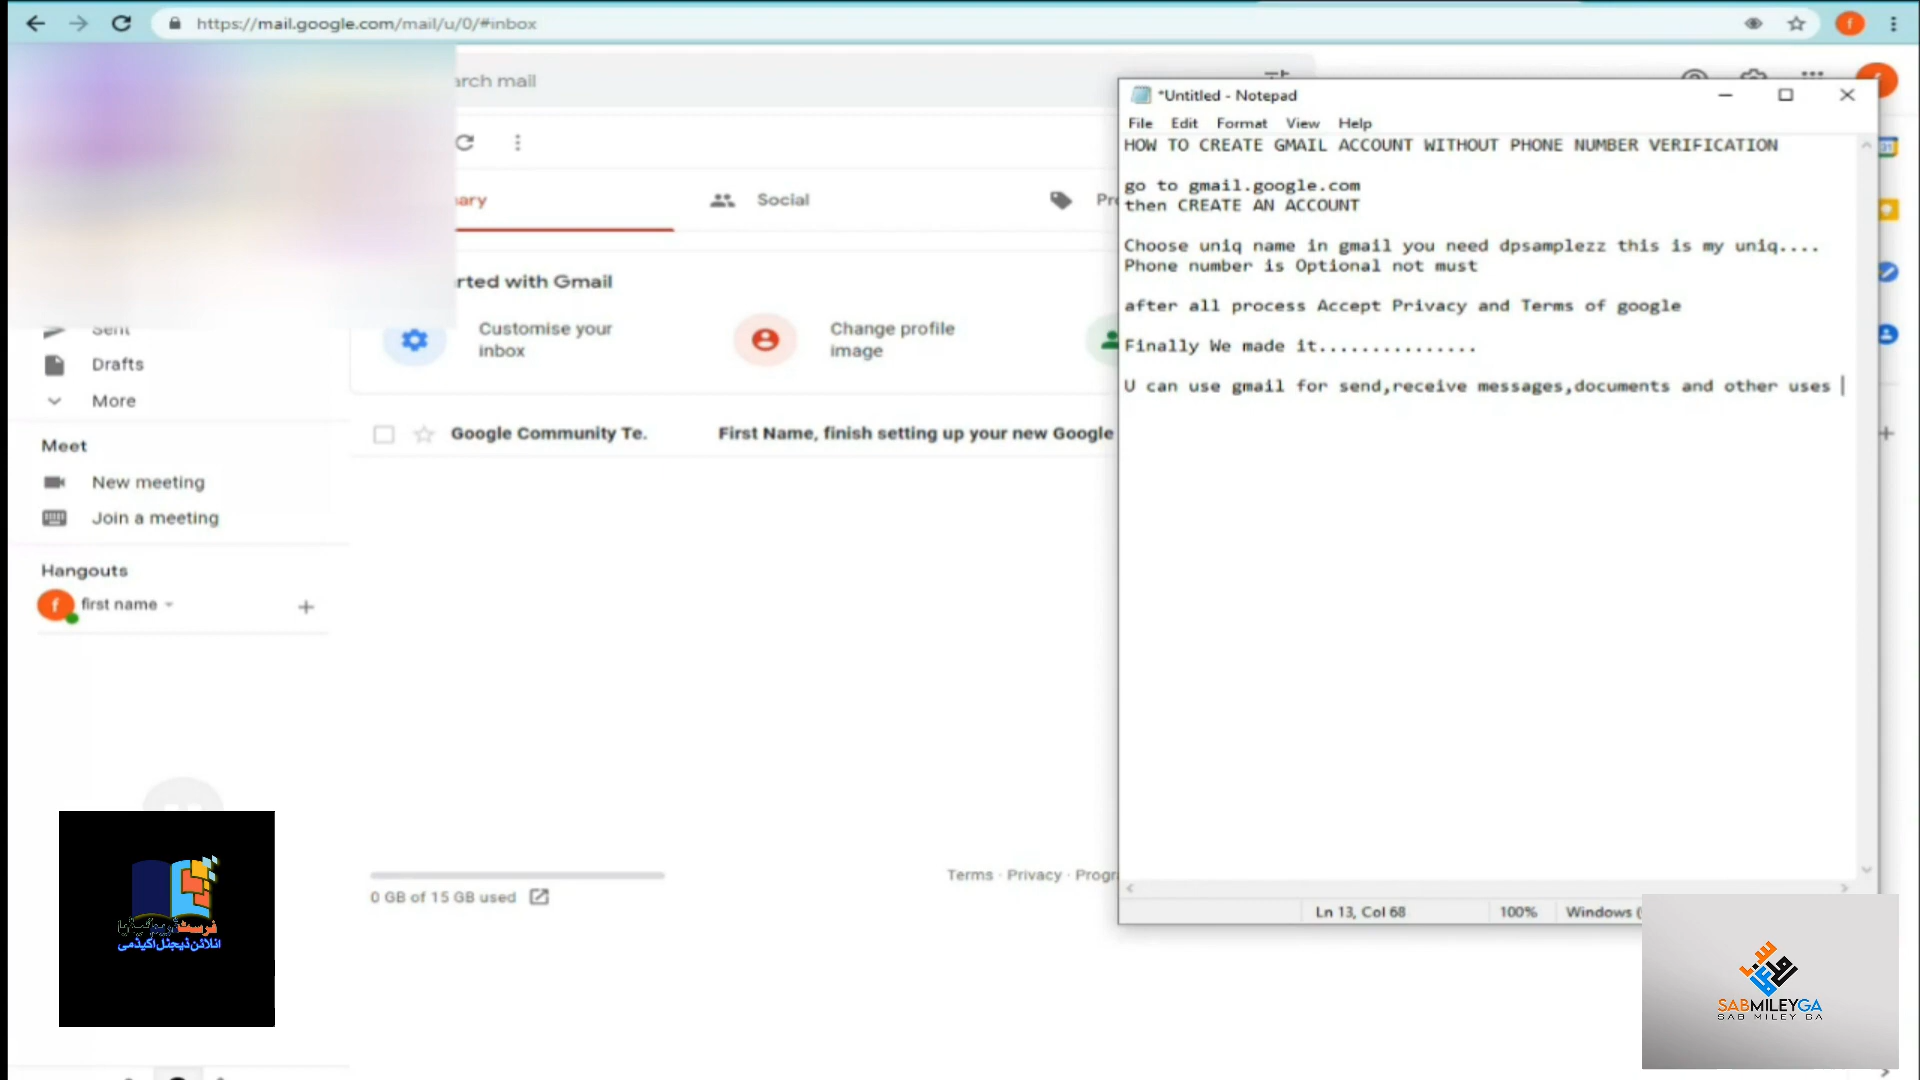 https://mail.google.com/mail/u/0/#inbox
arch mail
Social
rted with Gmail
Customise your
inbox
Change profile
image
Sent
Drafts
More
Google Community Te.
First Name, finish setting up your new Google
Meet
New meeting
Join a meeting
Hangouts
f first name
0 GB of 15 GB used
Terms · Privacy · Progr
*Untitled - Notepad
File Edit Format View Help
HOW TO CREATE GMAIL ACCOUNT WITHOUT PHONE NUMBER VERIFICATION
go to gmail.google.com
then CREATE AN ACCOUNT
Choose uniq name in gmail you need dpsamplezz this is my uniq....
Phone number is Optional not must
after all process Accept Privacy and Terms of google
Finally We made it...............
U can use gmail for send,receive messages,documents and other uses
Ln 13, Col 68
100%
Windows (
انلائن ڈیجٹل اکیڈمی
SABMILEYGA
SAB MILEY GA